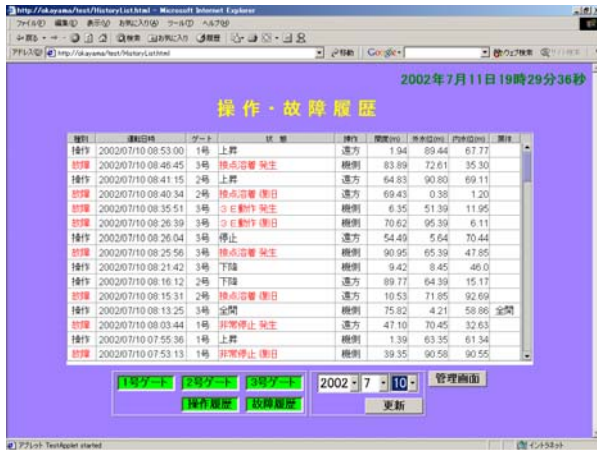 http://okayama/test/HistoryList.html - Microsoft Internet Explorer
ファイル(F) 編集(E) 表示(V) お気に入り(A) ツール(T) ヘルプ(H)
戻る 検索 お気に入り 履歴
アドレス(D) http://okayama/test/HistoryList.html 移動 Google ウェブ検索
2002年7月11日19時29分36秒
操作・故障履歴
種別 運転日時 ゲート 状態 操作 開度(m) 外水位(m) 内水位(m)
操作 2002/07/10 08:53:00 1号 上昇 遠方 1.94 89.44 67.77
故障 2002/07/10 08:46:45 3号 接点溶着 発生 機側 83.89 72.61 35.30
操作 2002/07/10 08:41:15 2号 上昇 遠方 64.83 90.80 69.11
故障 2002/07/10 08:40:34 2号 接点溶着 復旧 遠方 69.43 0.38 1.20
故障 2002/07/10 08:35:51 3号 3E動作 発生 機側 6.35 51.39 11.95
故障 2002/07/10 08:26:39 3号 3E動作 復旧 機側 70.62 95.39 6.11
操作 2002/07/10 08:26:04 3号 停止 遠方 54.49 5.64 70.44
故障 2002/07/10 08:25:56 3号 接点溶着 発生 機側 90.95 65.39 47.85
操作 2002/07/10 08:21:42 3号 下降 機側 9.42 8.45 46.0
操作 2002/07/10 08:16:12 2号 下降 機側 89.77 64.39 15.17
故障 2002/07/10 08:15:31 2号 接点溶着 復旧 遠方 10.53 71.85 92.69
操作 2002/07/10 08:13:25 3号 全閉 機側 75.82 4.21 58.86 全閉
故障 2002/07/10 08:03:44 1号 非常停止 発生 遠方 47.10 70.45 32.63
操作 2002/07/10 07:55:36 1号 上昇 機側 1.39 63.35 61.34
故障 2002/07/10 07:53:13 1号 非常停止 復旧 機側 39.35 90.58 90.55
1号ゲート 2号ゲート 3号ゲート 2002 7 10 管理画面
操作履歴 故障履歴 更新
アプレット TestApplet started イントラネット